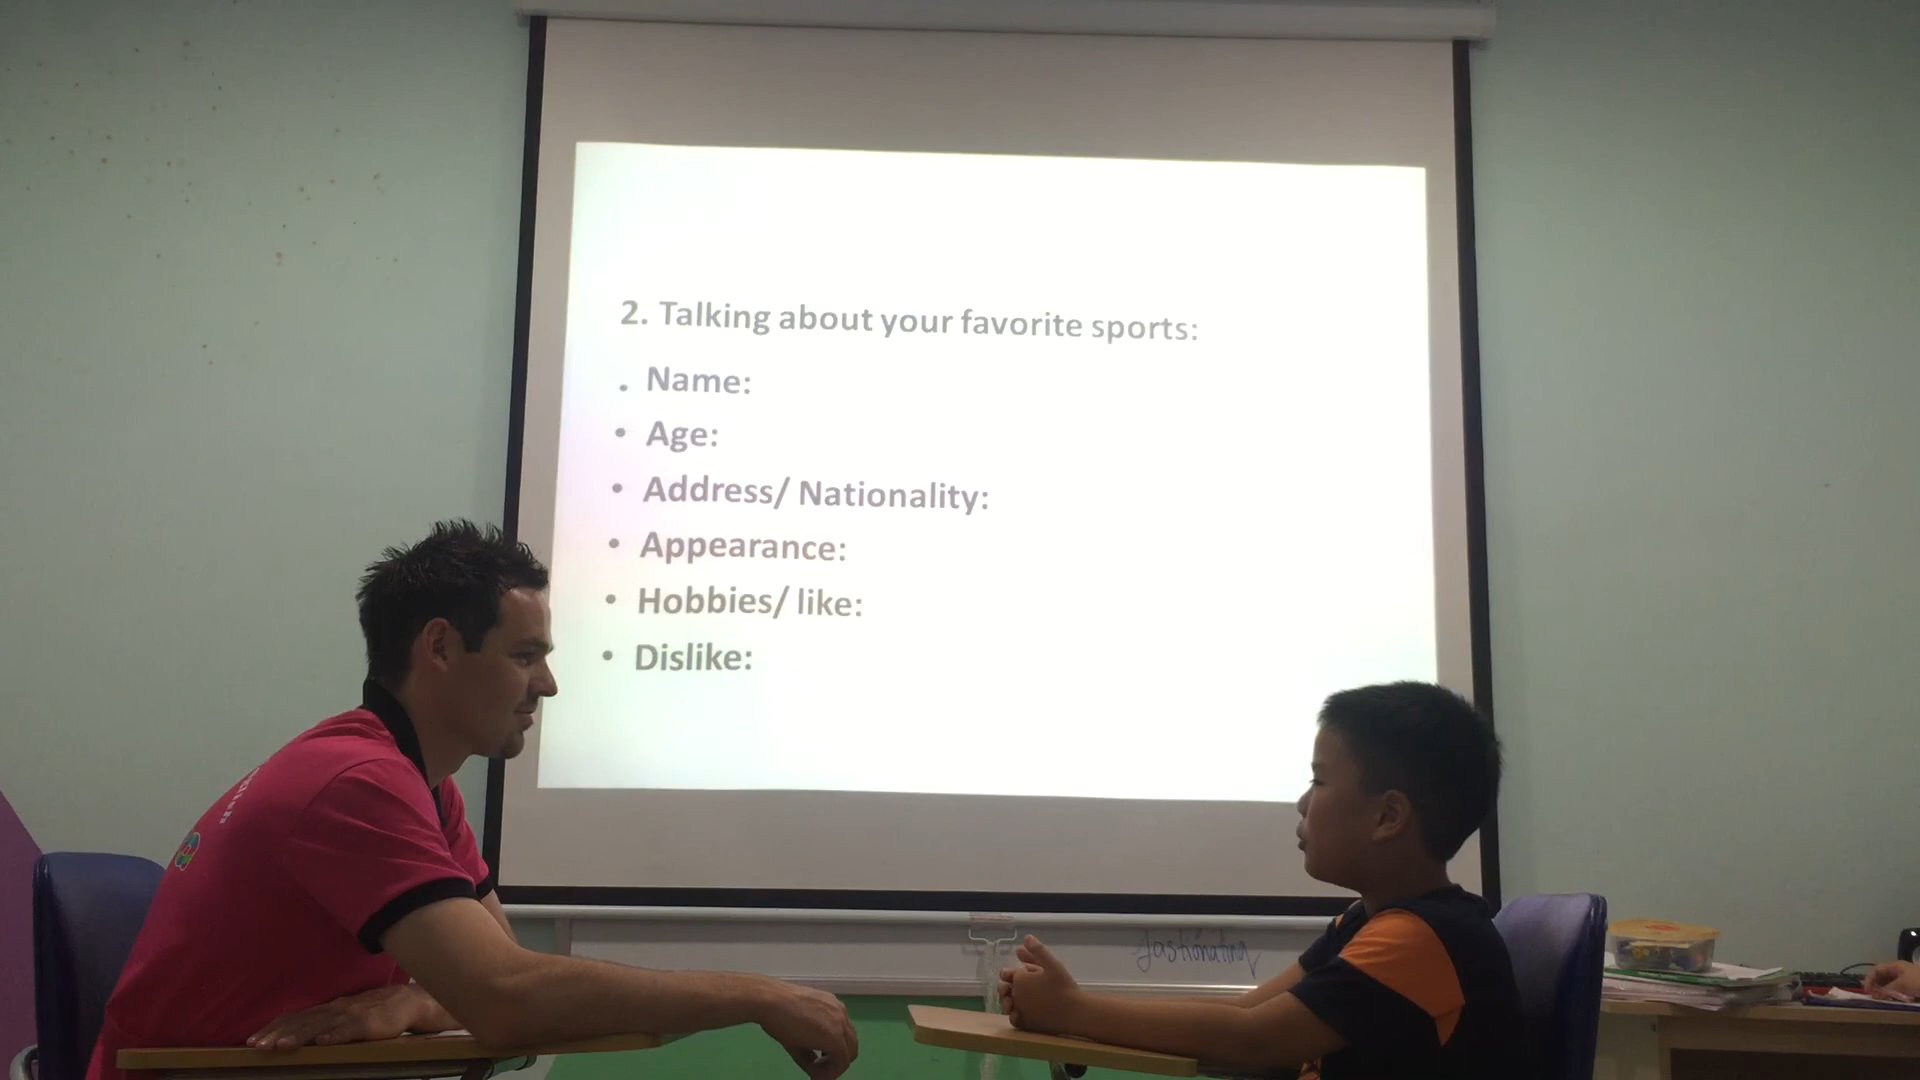 2. Talking about your favorite sports:
. Name:
• Age:
• Address/ Nationality:
• Appearance:
• Hobbies/ like:
• Dislike: